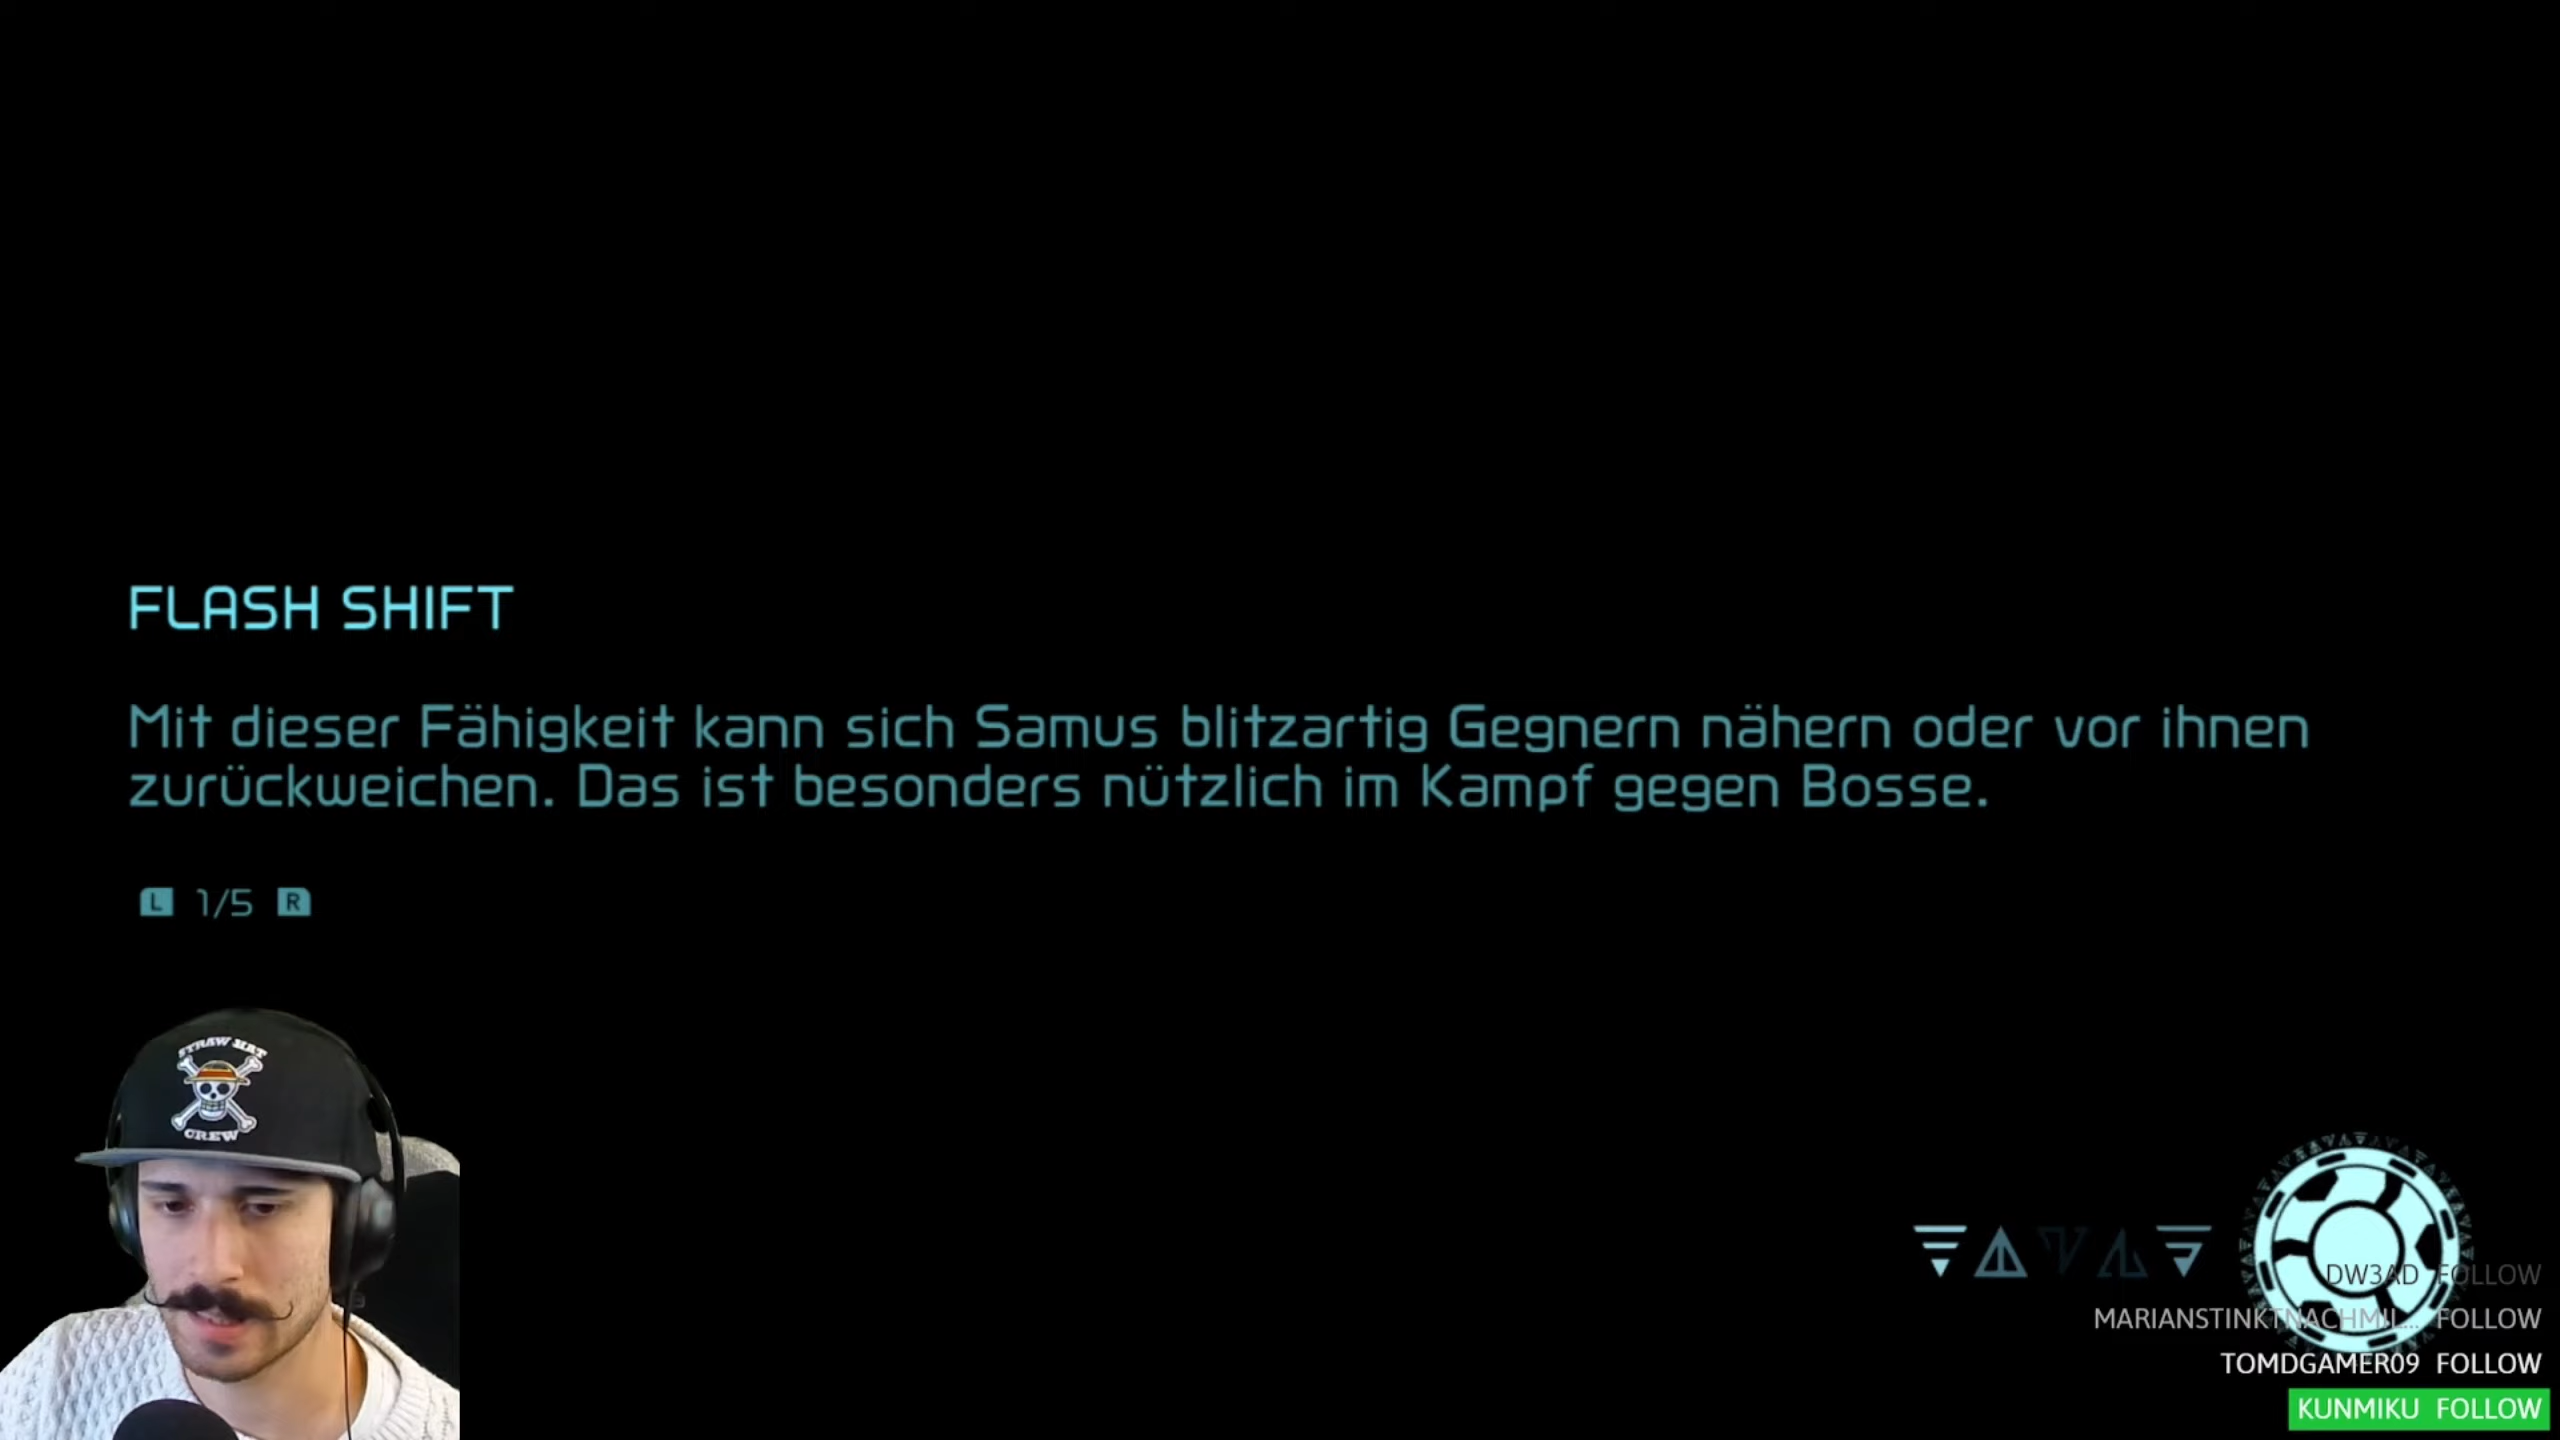 FLASH SHIFT
Mit dieser Fähigkeit kann sich Samus blitzartig Gegnern nähern oder vor ihnen
zurückweichen. Das ist besonders nützlich im Kampf gegen Bosse.
L 1/5 R
STRAW HAT
CREW
DW3AD FOLLOW
MARIANSTINKTNACHMIL... FOLLOW
TOMDGAMER09 FOLLOW
KUNMIKU FOLLOW